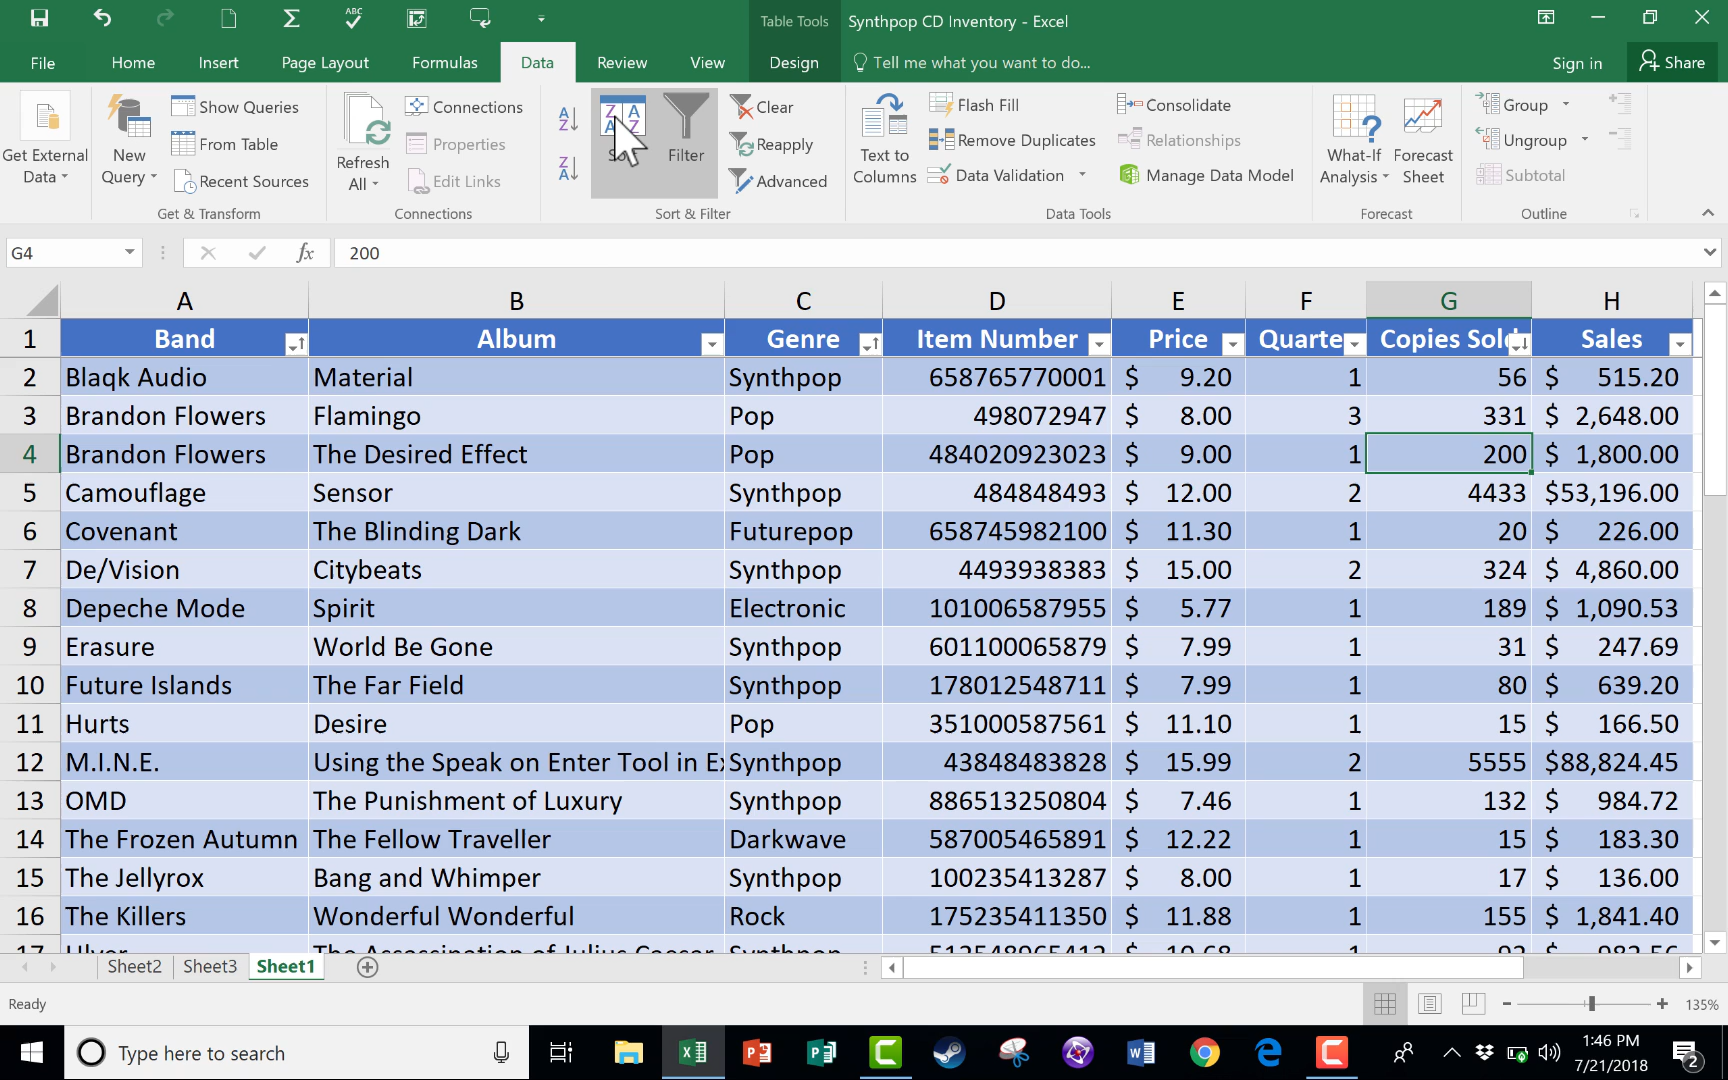 ABC
Table Tools
Synthpop CD Inventory - Excel
File Home Insert Page Layout Formulas Data Review View Design Tell me what you want to do... Sign in Share
Get External Data
New Query
Show Queries
From Table
Recent Sources
Get & Transform
Refresh All
Connections
Properties
Edit Links
Connections
Filter
Clear
Reapply
Advanced
Sort & Filter
Text to Columns
Flash Fill
Remove Duplicates
Data Validation
Consolidate
Relationships
Manage Data Model
Data Tools
What-If Analysis
Forecast Sheet
Forecast
Group
Ungroup
Subtotal
Outline
G4 fx 200
A B C D E F G H
1 Band Album Genre Item Number Price Quarte Copies Sol Sales
2 Blaqk Audio Material Synthpop 658765770001 $ 9.20 1 56 $ 515.20
3 Brandon Flowers Flamingo Pop 498072947 $ 8.00 3 331 $ 2,648.00
4 Brandon Flowers The Desired Effect Pop 484020923023 $ 9.00 1 200 $ 1,800.00
5 Camouflage Sensor Synthpop 484848493 $ 12.00 2 4433 $53,196.00
6 Covenant The Blinding Dark Futurepop 658745982100 $ 11.30 1 20 $ 226.00
7 De/Vision Citybeats Synthpop 4493938383 $ 15.00 2 324 $ 4,860.00
8 Depeche Mode Spirit Electronic 101006587955 $ 5.77 1 189 $ 1,090.53
9 Erasure World Be Gone Synthpop 601100065879 $ 7.99 1 31 $ 247.69
10 Future Islands The Far Field Synthpop 178012548711 $ 7.99 1 80 $ 639.20
11 Hurts Desire Pop 351000587561 $ 11.10 1 15 $ 166.50
12 M.I.N.E. Using the Speak on Enter Tool in Ex Synthpop 43848483828 $ 15.99 2 5555 $88,824.45
13 OMD The Punishment of Luxury Synthpop 886513250804 $ 7.46 1 132 $ 984.72
14 The Frozen Autumn The Fellow Traveller Darkwave 587005465891 $ 12.22 1 15 $ 183.30
15 The Jellyrox Bang and Whimper Synthpop 100235413287 $ 8.00 1 17 $ 136.00
16 The Killers Wonderful Wonderful Rock 175235411350 $ 11.88 1 155 $ 1,841.40
17 Ulver The Assassination of Julius Caesar Synthpop
Sheet2 Sheet3 Sheet1
Ready 135%
Type here to search
1:46 PM
7/21/2018
2